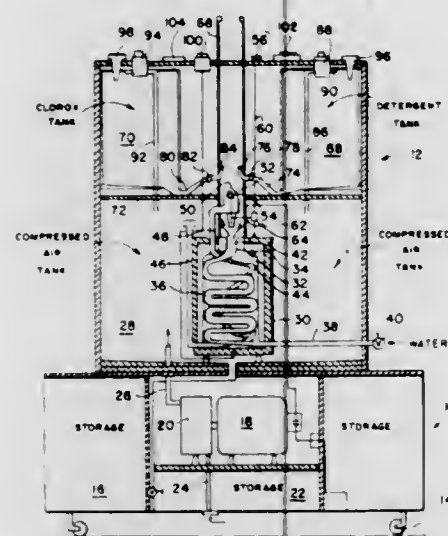 104 68
98 94 100 56 102 88 96
CLOROX
TANK
DETERGENT
TANK
90
60
70 84 76 86 68 12
92 80 82 52 78
74
72 50 54
COMPRESSED
AIR
TANK
48 62
64
COMPRESSED
AIR
TANK
46 42
34
36 32
44
28 30 38 40
WATER
26
STORAGE
20 18
STORAGE
16 24 STORAGE 22
14